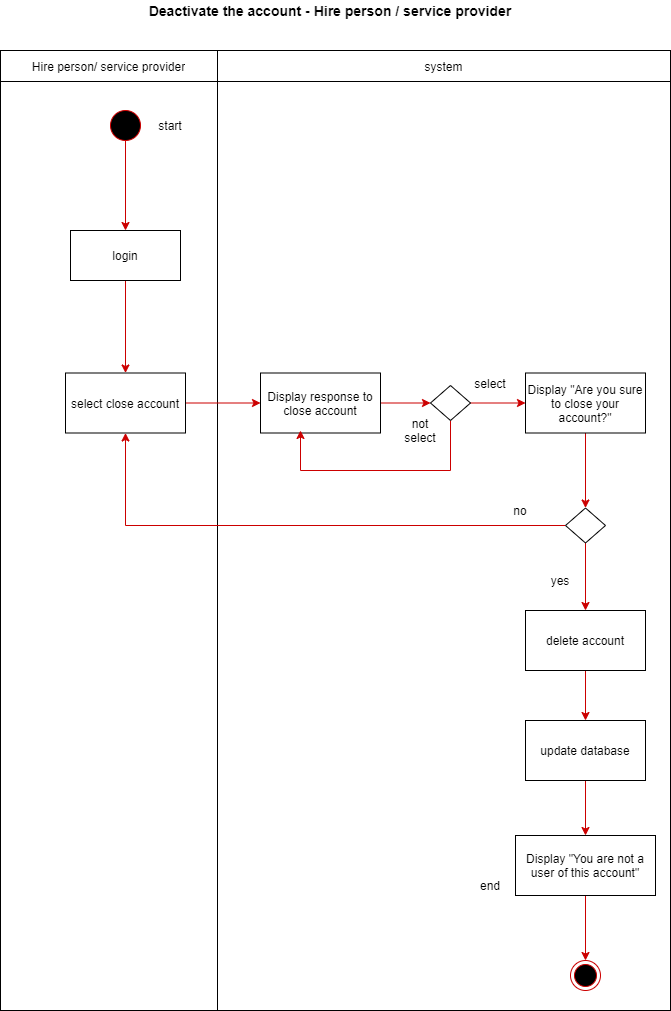 Deactivate the account - Hire person / service provider
Hire person/ service provider
system
start
login
select close account
Display response to
close account
select
not
select
Display "Are you sure
to close your
account?"
no
yes
delete account
update database
Display "You are not a
user of this account"
end